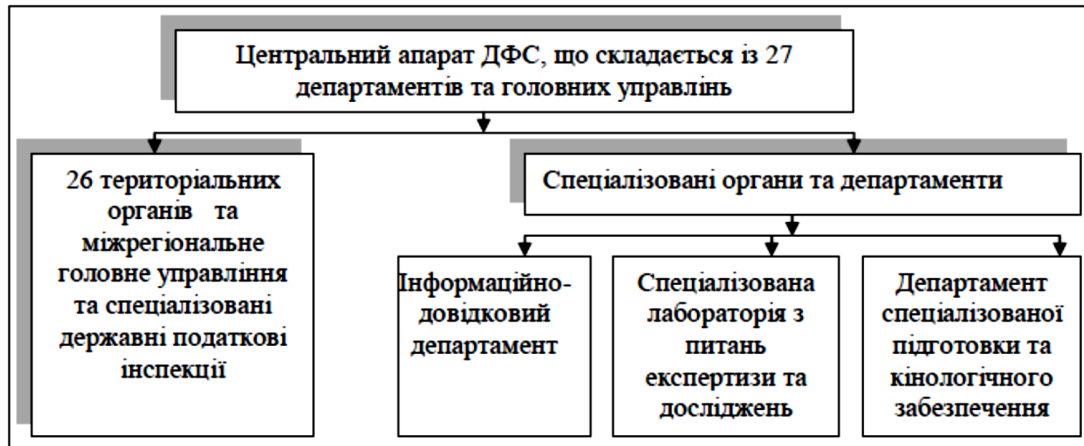 Центральний апарат ДФС, що складається із 27
департаментів та головних управлінь
26 територіальних
органів та
міжрегіональне
головне управління
та спеціалізовані
державні податкові
інспекції
Спеціалізовані органи та департаменти
Інформаційно-
довідковий
департамент
Спеціалізована
лабораторія з
питань
експертизи та
досліджень
Департамент
спеціалізованої
підготовки та
кінологічного
забезпечення